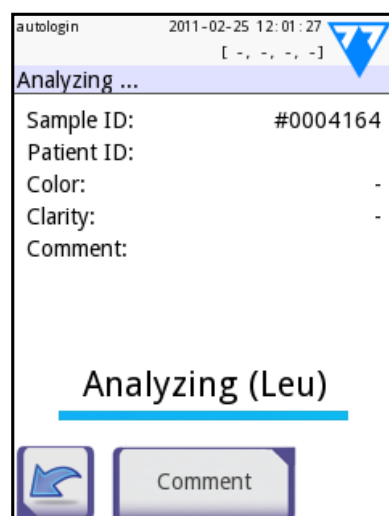 autologin 2011-02-25 12:01:27
[ -, -, -, -]
Analyzing ...
Sample ID: #0004164
Patient ID:
Color: -
Clarity: -
Comment:
Analyzing (Leu)
Comment